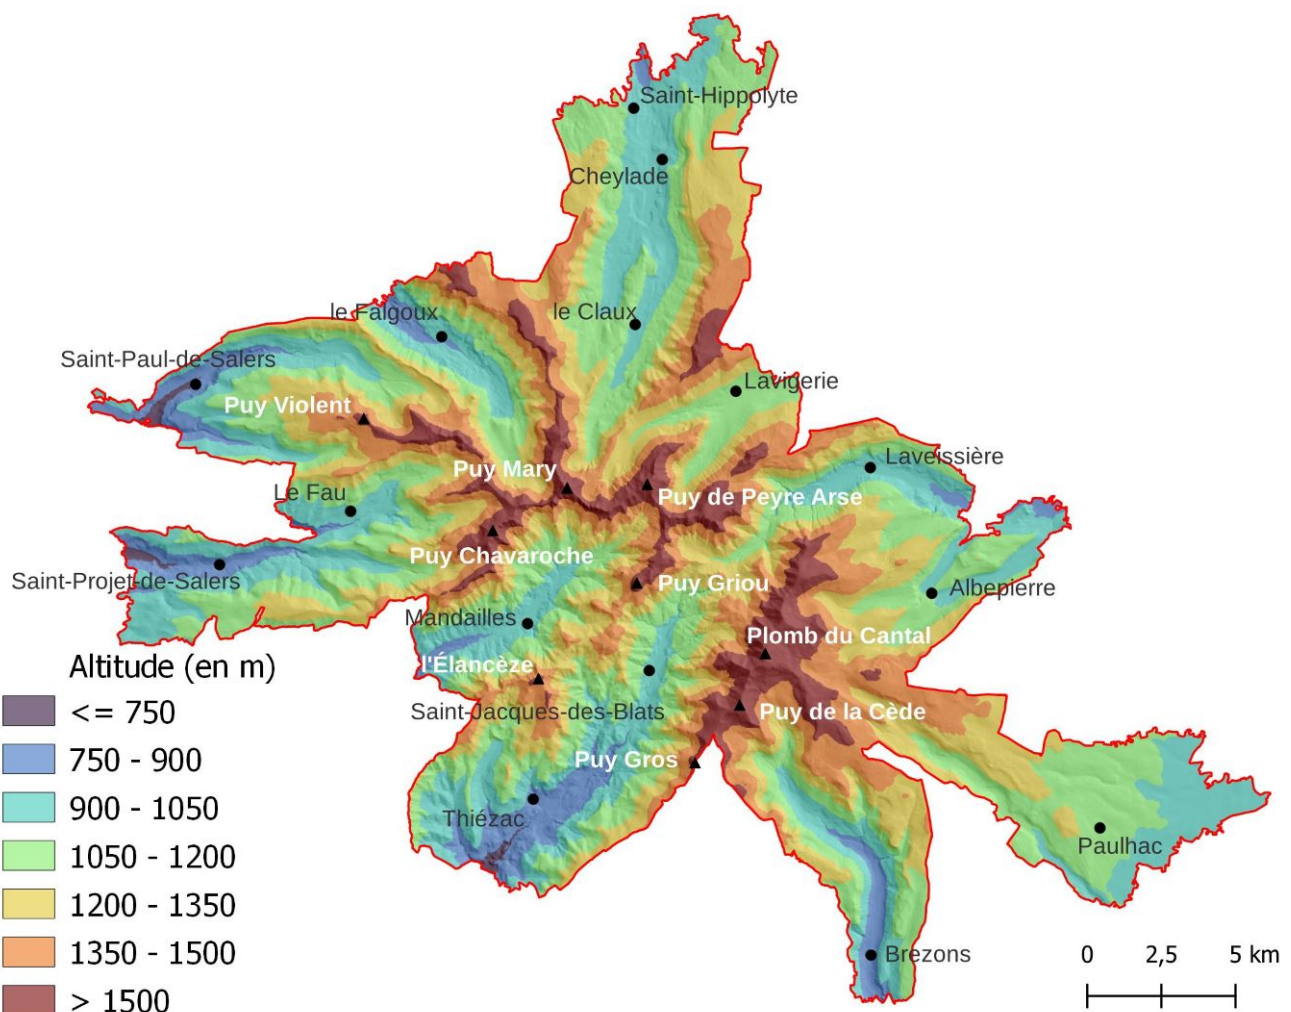 Saint-Hippolyte
Cheylade
le Falgoux
le Claux
Saint-Paul-de-Salers
Lavigerie
Puy Violent
Laveissière
Puy Mary
Le Fau
Puy de Peyre Arse
Puy Chavaroche
Saint-Projet-de-Salers
Puy Griou
Albepierre
Mandailles
Plomb du Cantal
l'Élancèze
Saint-Jacques-des-Blats
Puy de la Cède
Puy Gros
Thiézac
Paulhac
Brezons
Altitude (en m)
<= 750
750 - 900
900 - 1050
1050 - 1200
1200 - 1350
1350 - 1500
> 1500
0 2,5 5 km